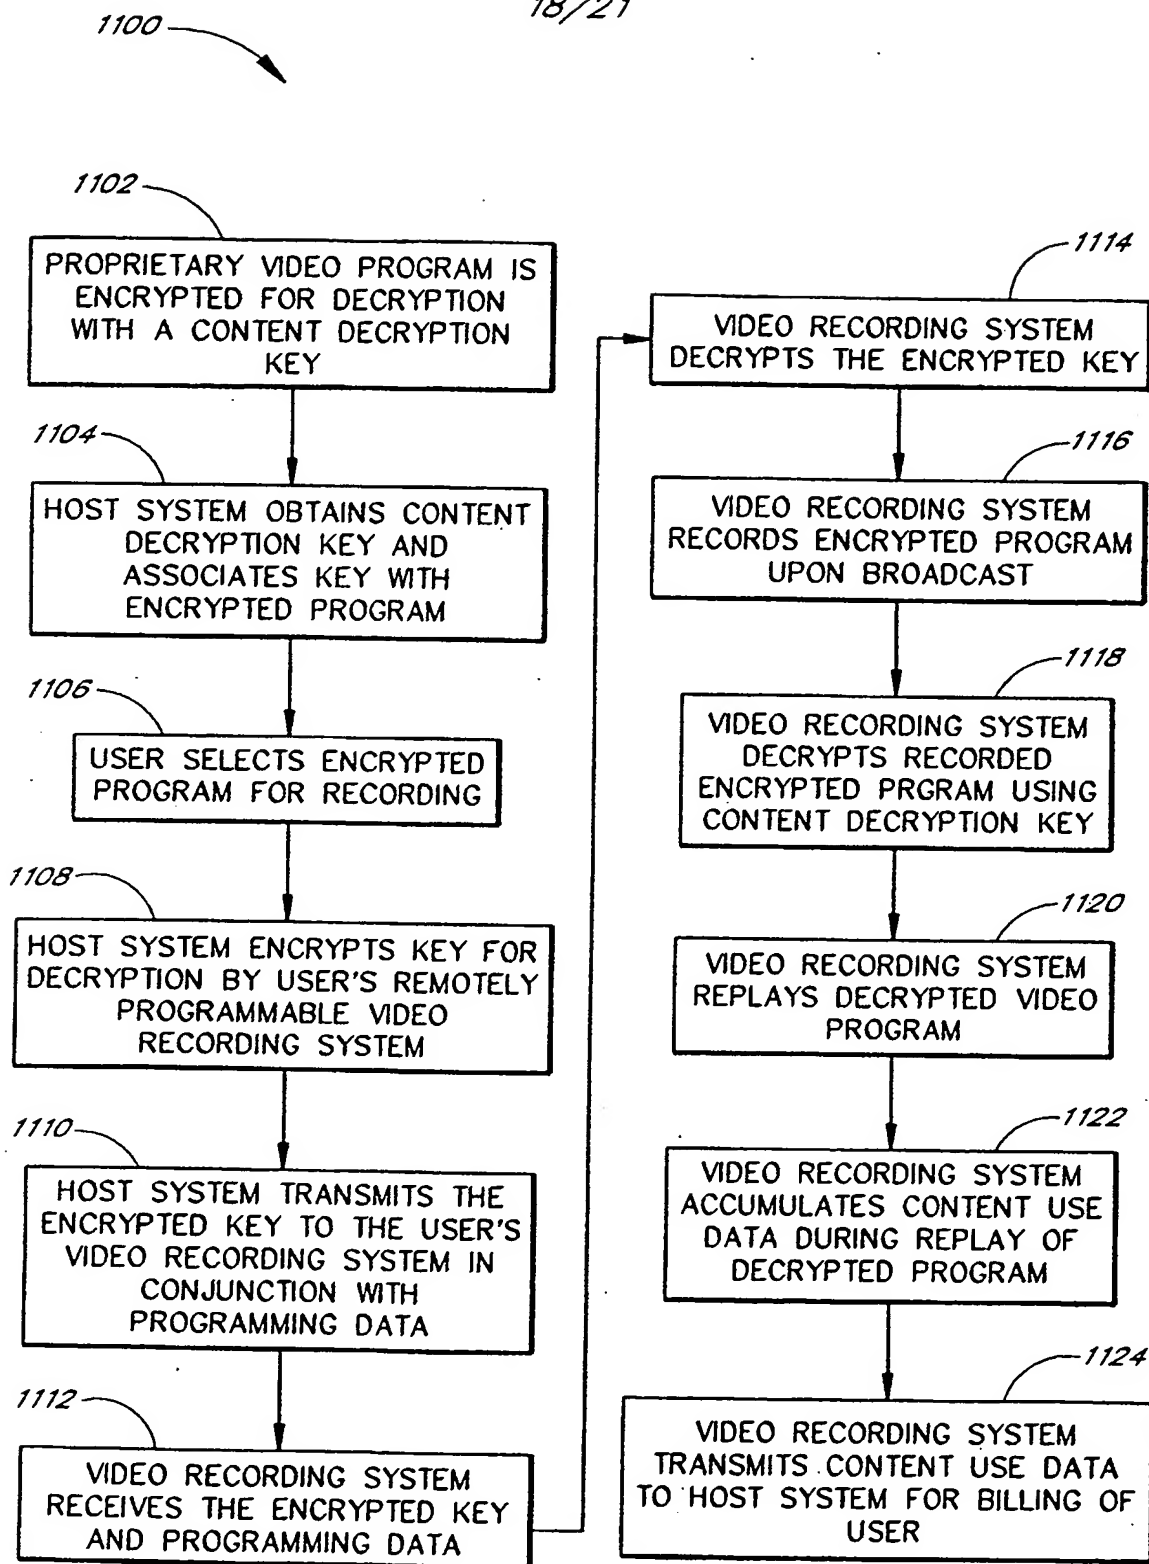 18/21
1100
1102
PROPRIETARY VIDEO PROGRAM IS
ENCRYPTED FOR DECRYPTION
WITH A CONTENT DECRYPTION
KEY
1104
HOST SYSTEM OBTAINS CONTENT
DECRYPTION KEY AND
ASSOCIATES KEY WITH
ENCRYPTED PROGRAM
1106
USER SELECTS ENCRYPTED
PROGRAM FOR RECORDING
1108
HOST SYSTEM ENCRYPTS KEY FOR
DECRYPTION BY USER'S REMOTELY
PROGRAMMABLE VIDEO
RECORDING SYSTEM
1110
HOST SYSTEM TRANSMITS THE
ENCRYPTED KEY TO THE USER'S
VIDEO RECORDING SYSTEM IN
CONJUNCTION WITH
PROGRAMMING DATA
1112
VIDEO RECORDING SYSTEM
RECEIVES THE ENCRYPTED KEY
AND PROGRAMMING DATA
1114
VIDEO RECORDING SYSTEM
DECRYPTS THE ENCRYPTED KEY
1116
VIDEO RECORDING SYSTEM
RECORDS ENCRYPTED PROGRAM
UPON BROADCAST
1118
VIDEO RECORDING SYSTEM
DECRYPTS RECORDED
ENCRYPTED PRGRAM USING
CONTENT DECRYPTION KEY
1120
VIDEO RECORDING SYSTEM
REPLAYS DECRYPTED VIDEO
PROGRAM
1122
VIDEO RECORDING SYSTEM
ACCUMULATES CONTENT USE
DATA DURING REPLAY OF
DECRYPTED PROGRAM
1124
VIDEO RECORDING SYSTEM
TRANSMITS CONTENT USE DATA
TO HOST SYSTEM FOR BILLING OF
USER